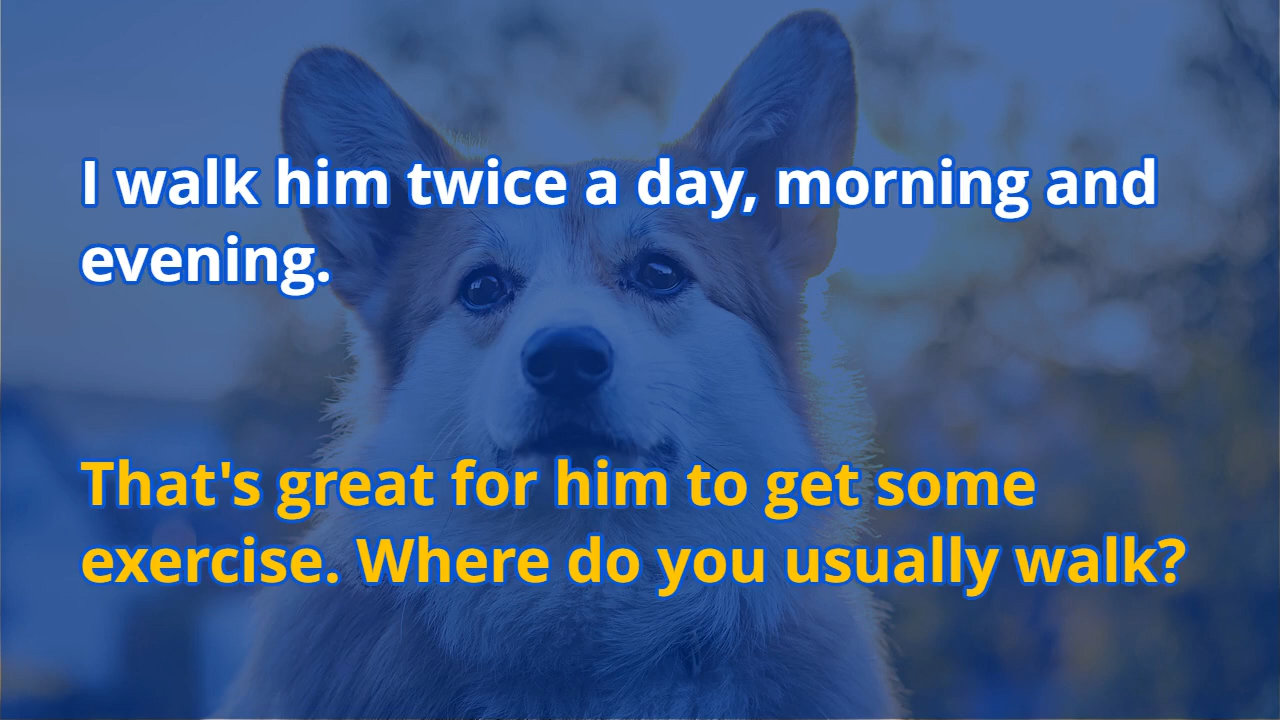 I walk him twice a day, morning and
evening.
That's great for him to get some
exercise. Where do you usually walk?